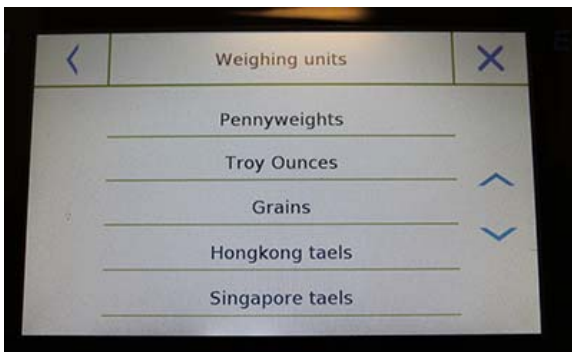 Weighing units
Pennyweights
Troy Ounces
Grains
Hongkong taels
Singapore taels